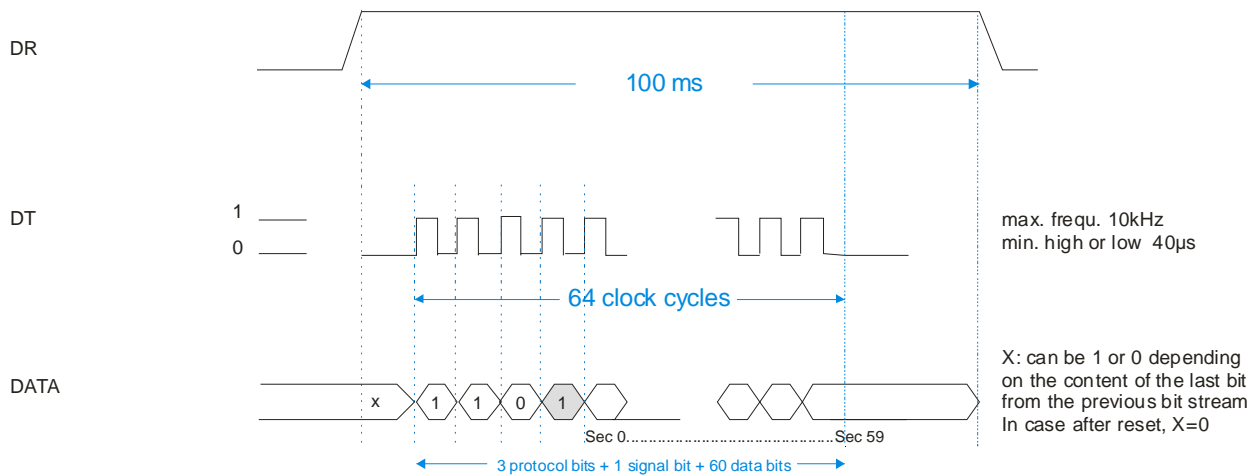 DR
100 ms
DT
1
0
max. frequ. 10kHz
min. high or low 40µs
64 clock cycles
DATA
x
1
1
0
1
X: can be 1 or 0 depending
on the content of the last bit
from the previous bit stream
In case after reset, X=0
Sec 0.......................................................Sec 59
3 protocol bits + 1 signal bit + 60 data bits